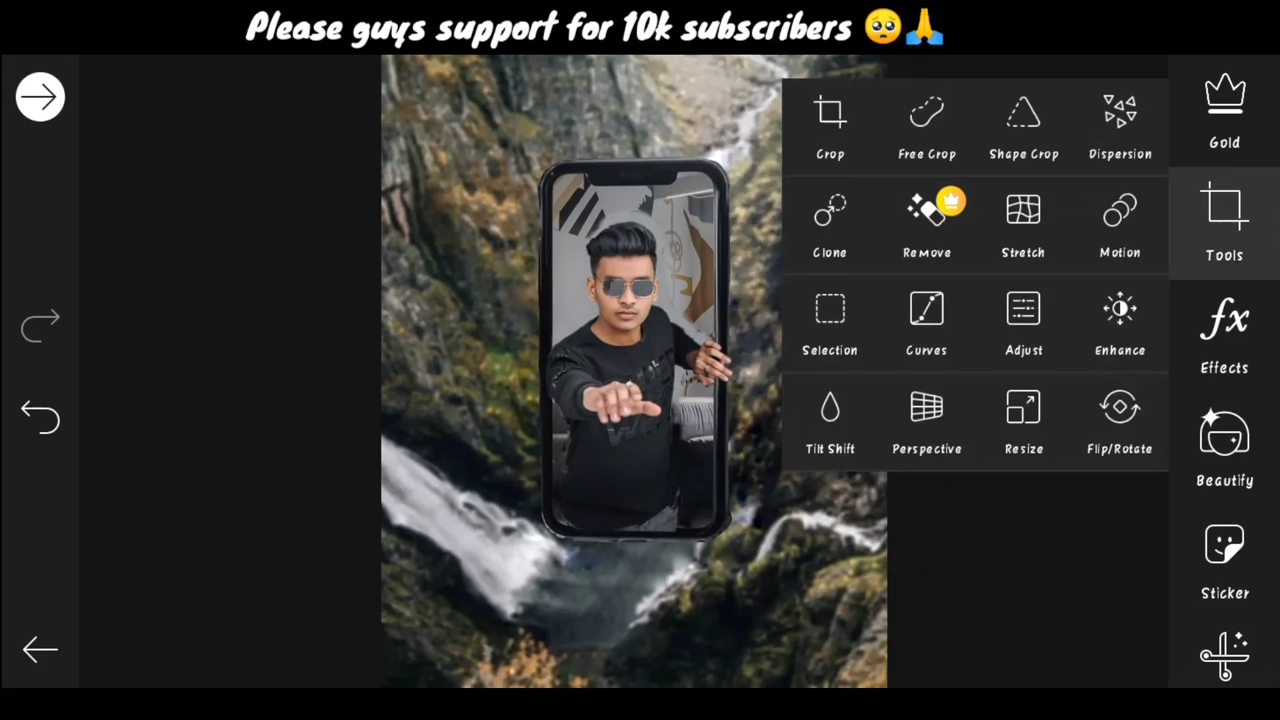 Please guys support for 10k subscribers 🥺🙏
Crop
Free Crop
Shape Crop
Dispersion
Gold
Clone
Remove
Stretch
Motion
Tools
Selection
Curves
Adjust
Enhance
Effects
Tilt Shift
Perspective
Resize
Flip/Rotate
Beautify
Sticker